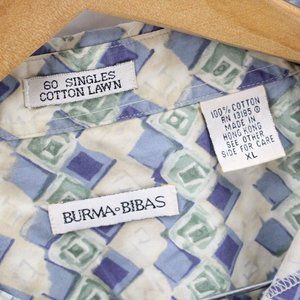 60 SINGLES
COTTON LAWN
100% COTTON
RN 13195
MADE IN
HONG KONG
SEE OTHER
SIDE FOR CARE
XL
BURMA BIBAS